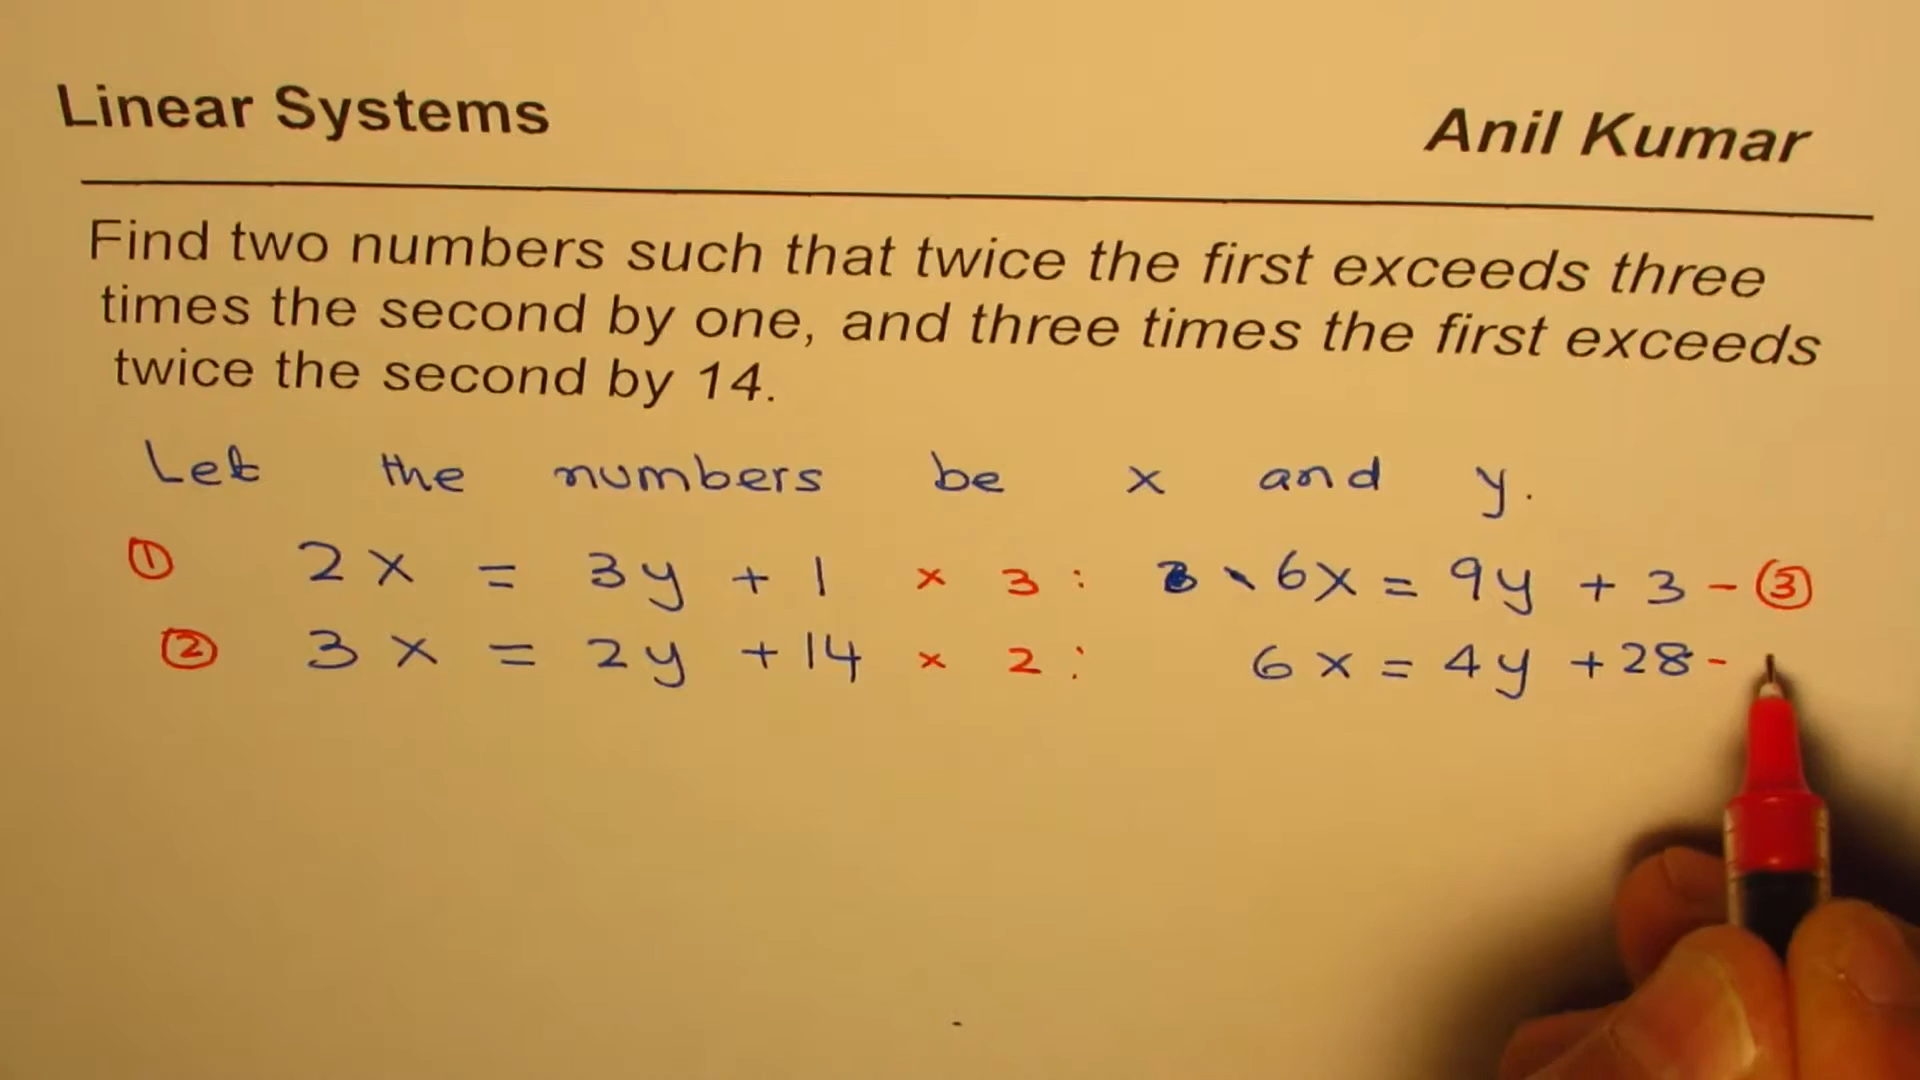 Linear Systems
Anil Kumar
Find two numbers such that twice the first exceeds three
times the second by one, and three times the first exceeds
twice the second by 14.
Let the numbers be x and y.
① 2x = 3y + 1 × 3 : 6x = 9y + 3 - ③
② 3x = 2y + 14 × 2 : 6x = 4y + 28 -